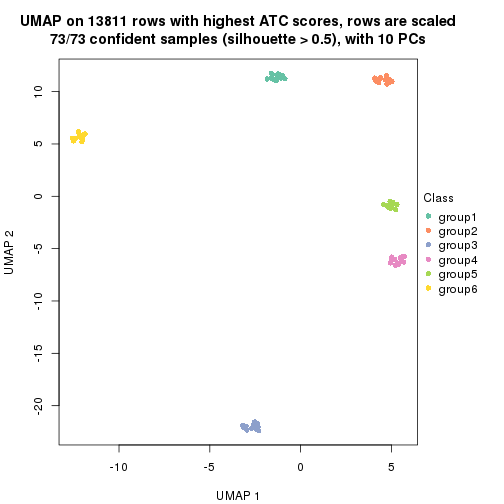 UMAP on 13811 rows with highest ATC scores, rows are scaled
73/73 confident samples (silhouette > 0.5), with 10 PCs
10
5
0
-5
-10
-15
-20
UMAP 2
-10
-5
0
5
UMAP 1
Class
group1
group2
group3
group4
group5
group6